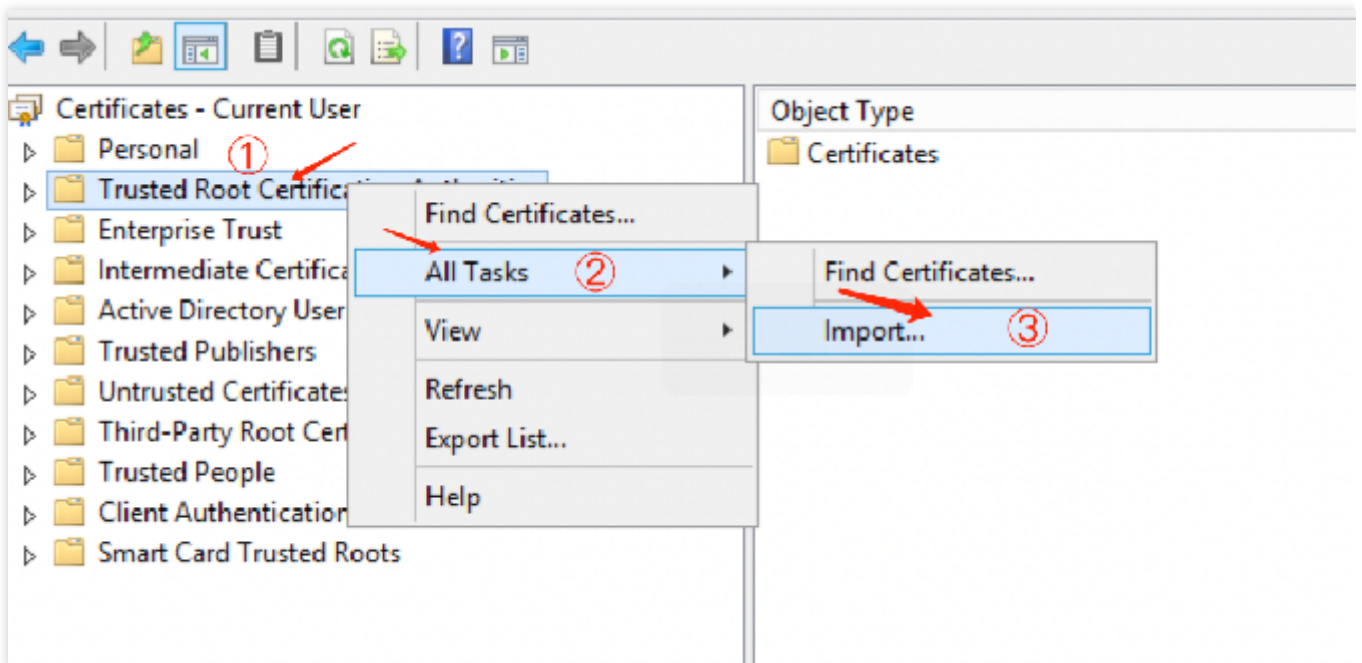 Certificates - Current User
Personal ①
Trusted Root Certifica
Enterprise Trust
Intermediate Certifica
Active Directory User
Trusted Publishers
Untrusted Certificates
Third-Party Root Cert
Trusted People
Client Authentication
Smart Card Trusted Roots
Find Certificates...
All Tasks ②
View
Refresh
Export List...
Help
Find Certificates...
Import... ③
Object Type
Certificates